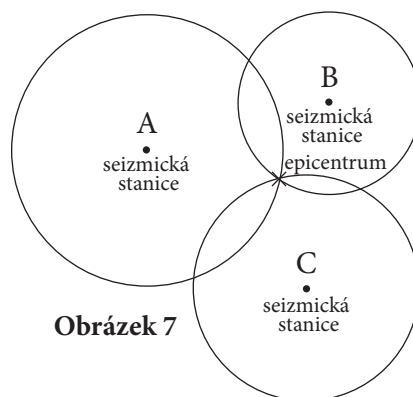 A
seizmická
stanice
B
seizmická
stanice
epicentrum
C
seizmická
stanice
Obrázek 7